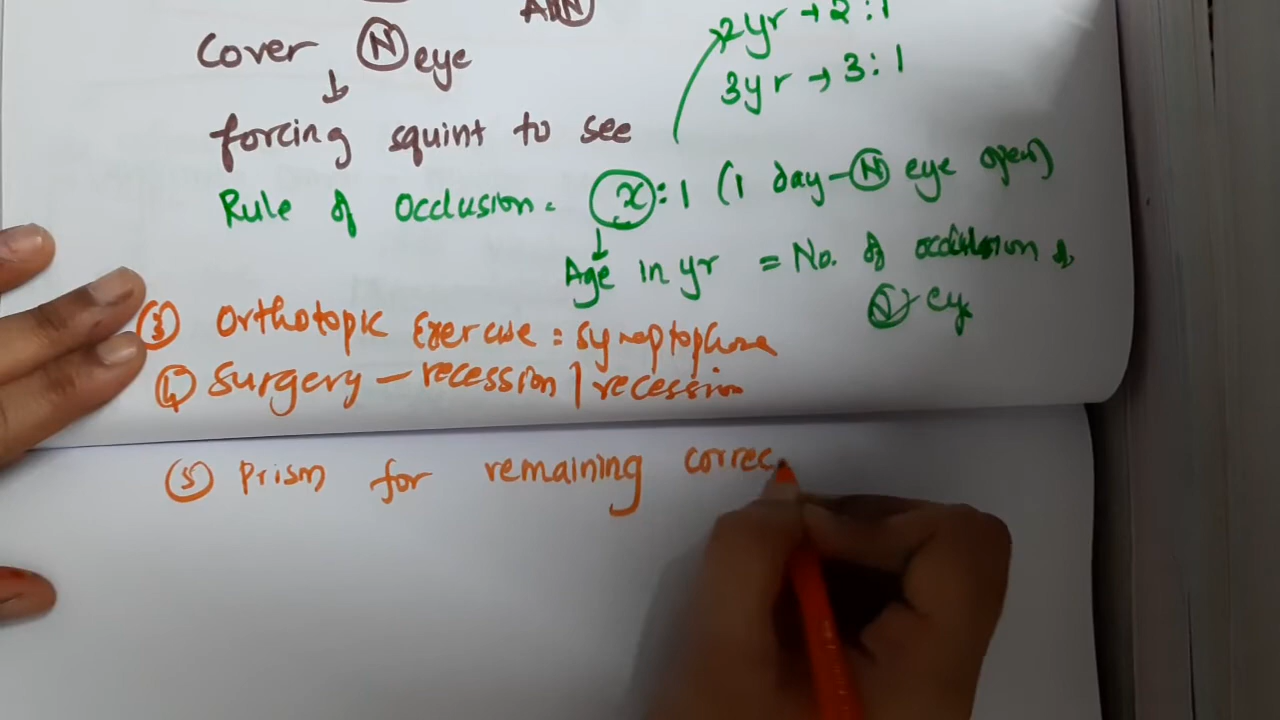 Cover N eye
forcing squint to see
2yr → 2:1
3yr → 3:1
Rule of Occlusion. x:1 (1 day - N eye open)
Age in yr = No. of occlusion of
N eye
3 Orthotopic Exercise = Synoptophore
4 Surgery - recession / recession
5 Prism for remaining correc